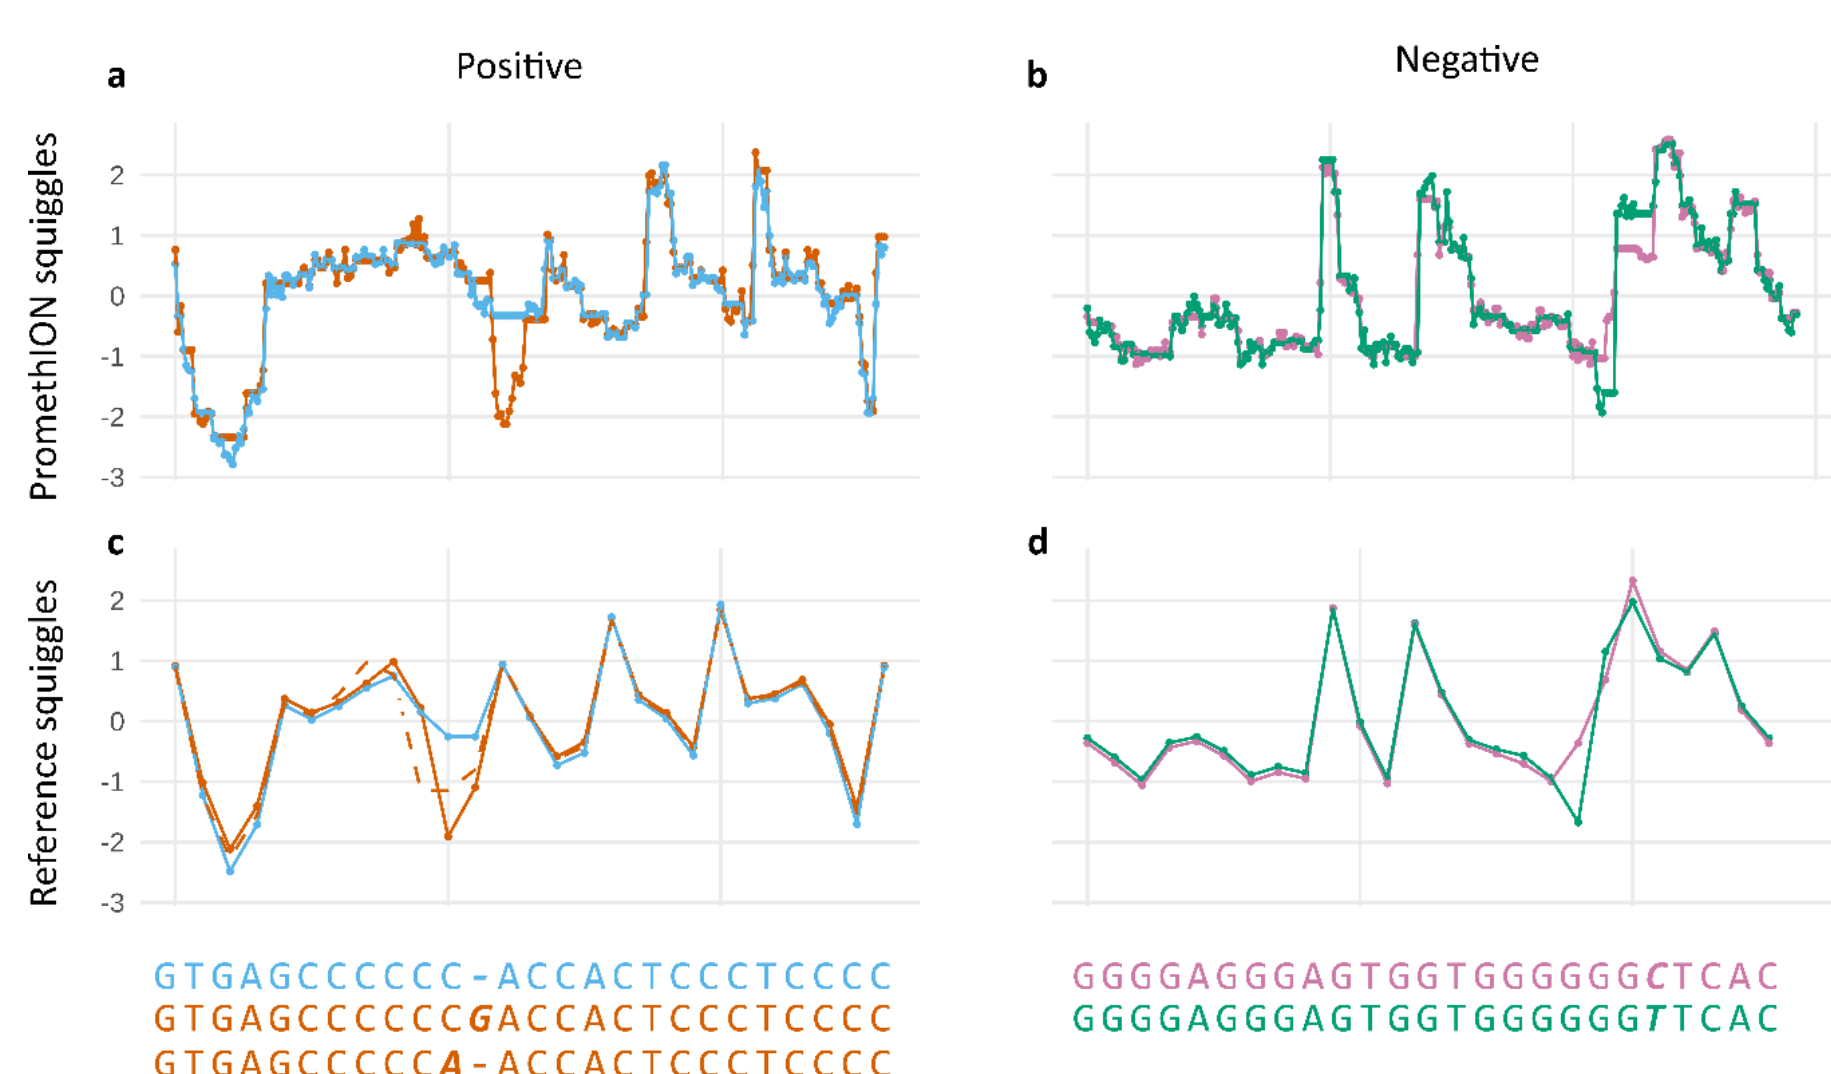 Positive
Negative
a
b
PromethION squiggles
2
1
0
-1
-2
-3
c
d
Reference squiggles
2
1
0
-1
-2
-3
GTGAGCCCCCC-ACCACTCCCTCCCC
GTGAGCCCCCCGACCACTCCCTCCCC
GTGAGCCCCCA-ACCACTCCCTCCCC
GGGGAGGGAGTGGTGGGGGGCTCAC
GGGGAGGGAGTGGTGGGGGGTTCAC